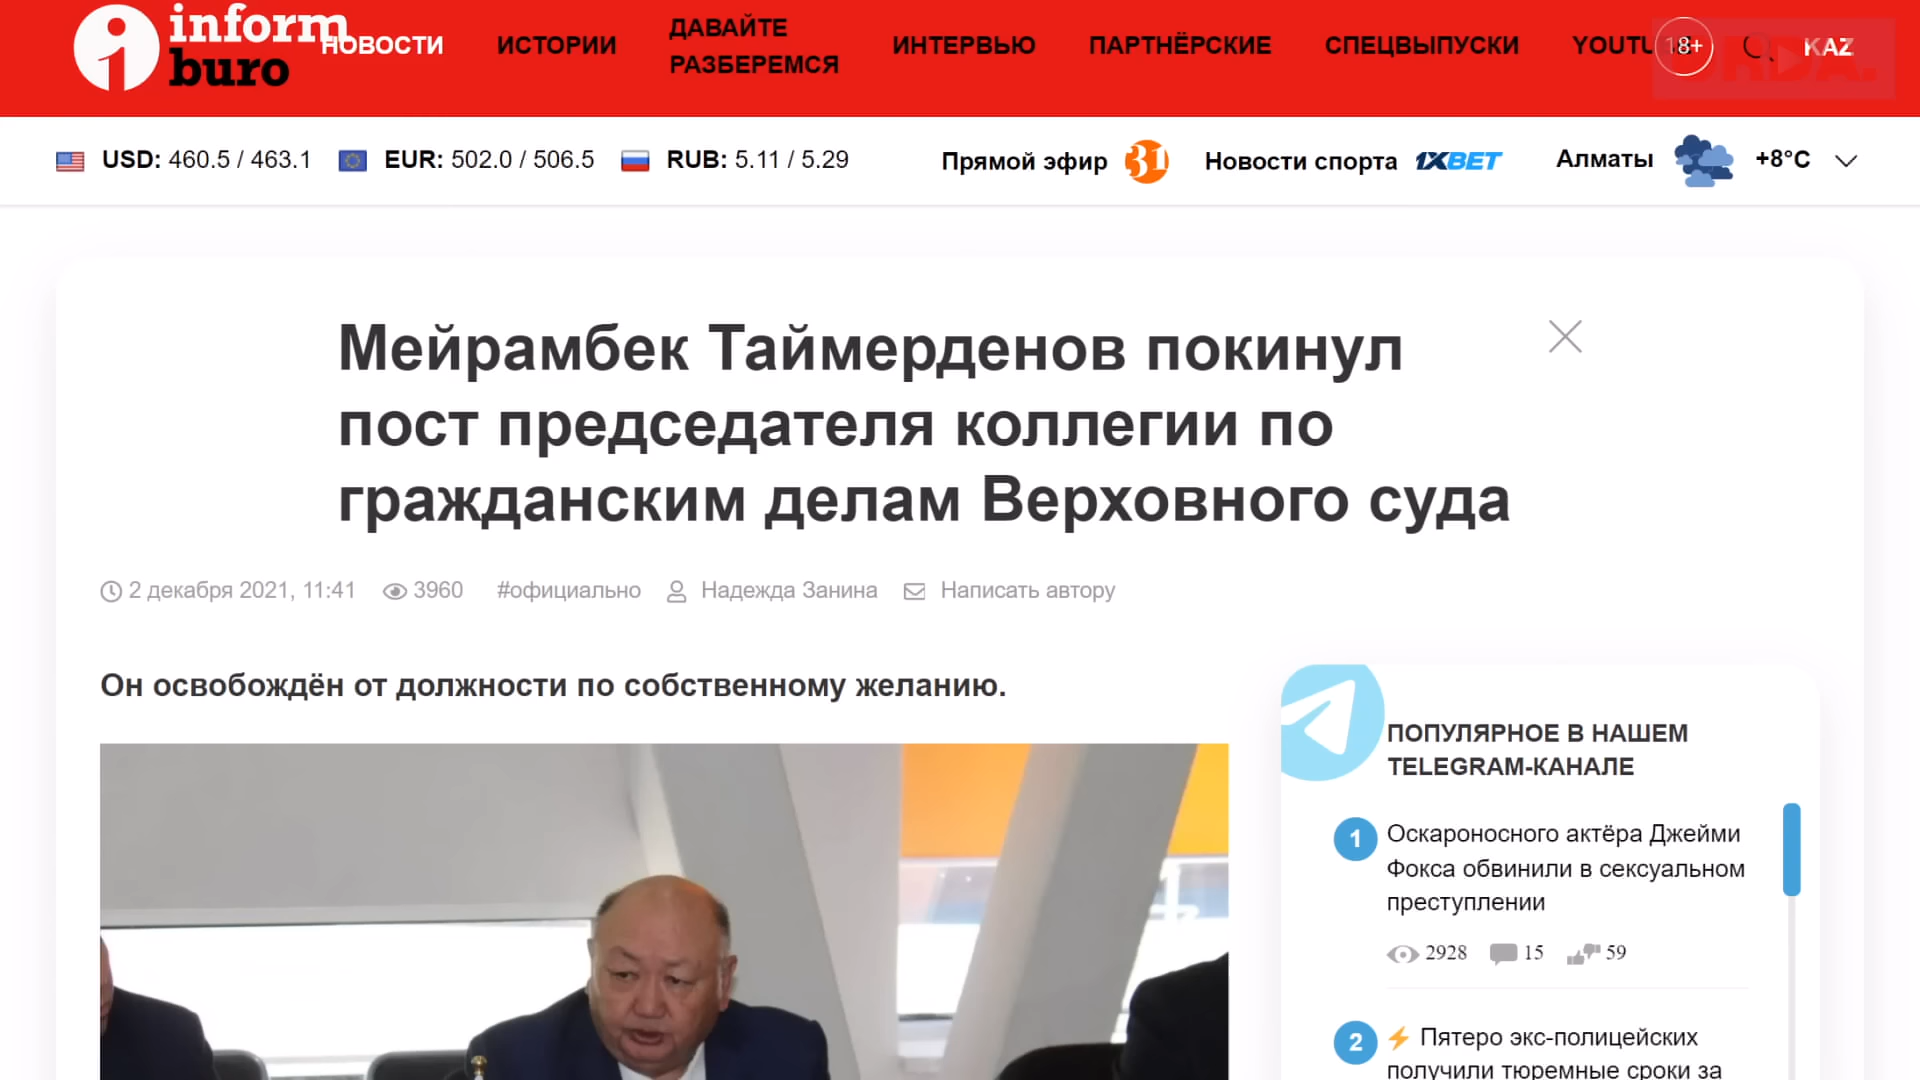 inform
buro
НОВОСТИ
ИСТОРИИ
ДАВАЙТЕ
РАЗБЕРЕМСЯ
ИНТЕРВЬЮ
ПАРТНЁРСКИЕ
СПЕЦВЫПУСКИ
18+
KAZ
USD: 460.5 / 463.1
EUR: 502.0 / 506.5
RUB: 5.11 / 5.29
Прямой эфир 31
Новости спорта 1XBET
Алматы +8°C
Мейрамбек Таймерденов покинул
пост председателя коллегии по
гражданским делам Верховного суда
2 декабря 2021, 11:41 3960 #официально Надежда Занина Написать автору
Он освобождён от должности по собственному желанию.
ПОПУЛЯРНОЕ В НАШЕМ
TELEGRAM-КАНАЛЕ
1 Оскароносного актёра Джейми
Фокса обвинили в сексуальном
преступлении
2928 15 59
2 ⚡ Пятеро экс-полицейских
получили тюремные сроки за